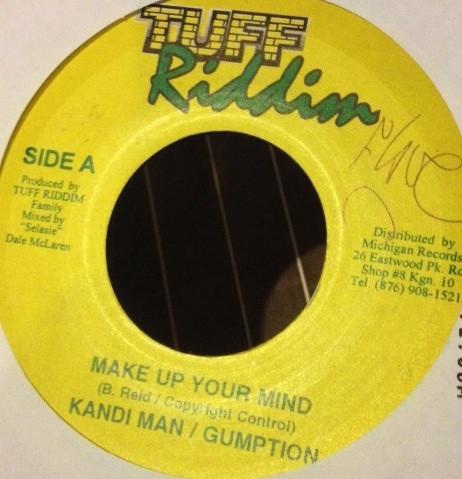 TUFF
Riddim
SIDE A
Produced by
TUFF RIDDIM
Family
Mixed by
"Selasie"
Dale McLaren
Distributed by
Michigan Records
26 Eastwood Pk. Rd
Shop #8 Kgn. 10
Tel. (876) 908-1521
MAKE UP YOUR MIND
(B. Reid / Copyright Control)
KANDI MAN / GUMPTION